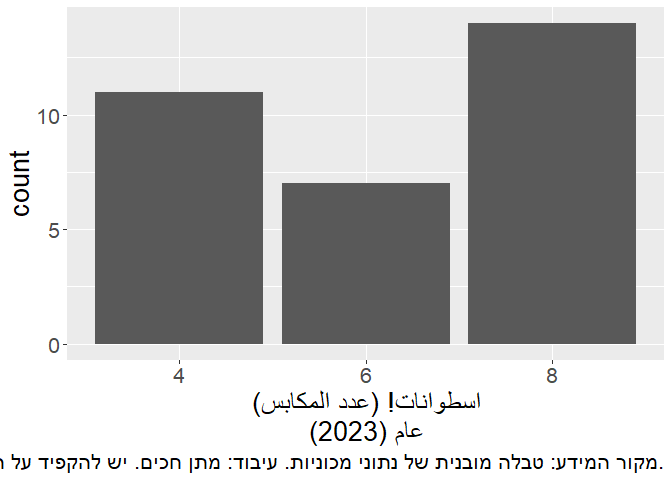 10
count
5
0
4 6 8
اسطوانات! (عدد المكابس)
عام (2023)
מקור המידע: טבלה מובנית של נתוני מכוניות. עיבוד: מתן חכים. יש להקפיד על.